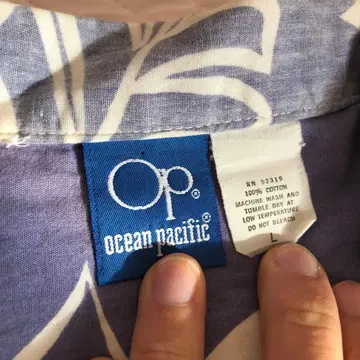 Op®
ocean pacific®
RN 52319
100% COTTON
MACHINE WASH AND
TUMBLE DRY AT
LOW TEMPERATURE
DO NOT BLEACH
L